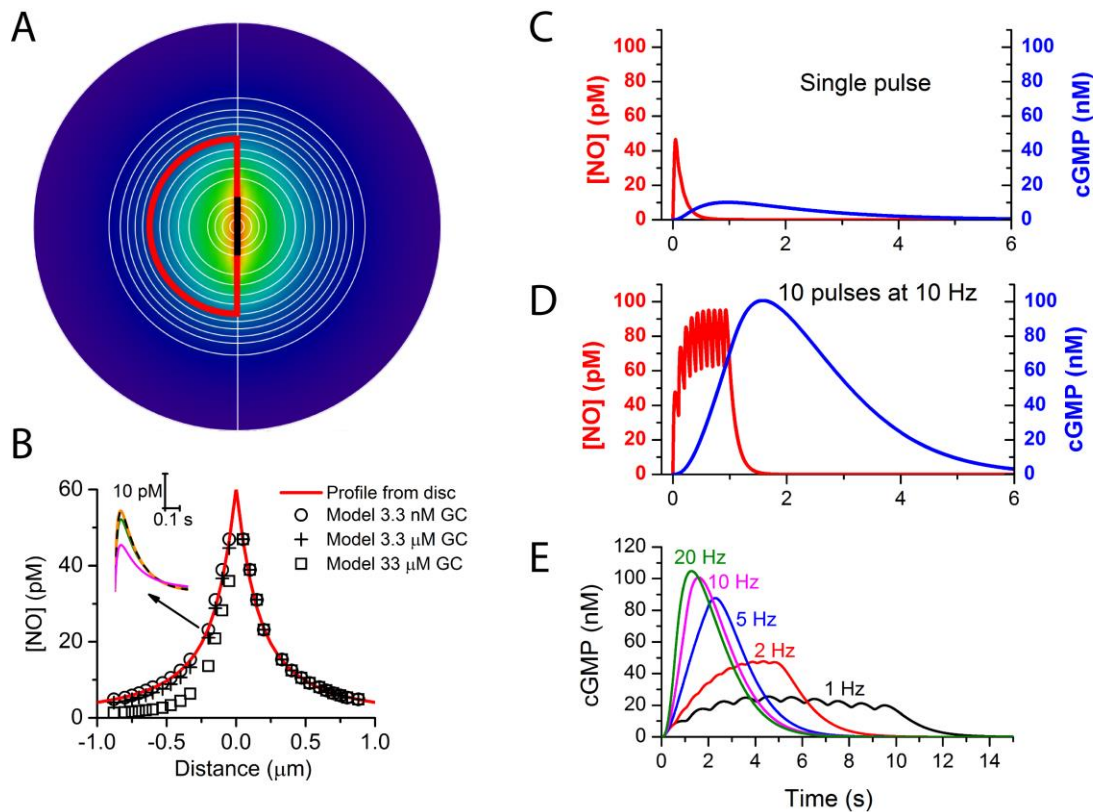 A
B
60
40
20
0
[NO] (pM)
10 pM
0.1 s
Profile from disc
Model 3.3 nM GC
Model 3.3 μM GC
Model 33 μM GC
-1.0 -0.5 0.0 0.5 1.0
Distance (μm)
C
Single pulse
100
80
60
40
20
0
[NO] (pM)
100
80
60
40
20
0
cGMP (nM)
0 2 4 6
D
10 pulses at 10 Hz
100
80
60
40
20
0
[NO] (pM)
100
80
60
40
20
0
cGMP (nM)
0 2 4 6
E
120
100
80
60
40
20
0
cGMP (nM)
20 Hz
10 Hz
5 Hz
2 Hz
1 Hz
0 2 4 6 8 10 12 14
Time (s)